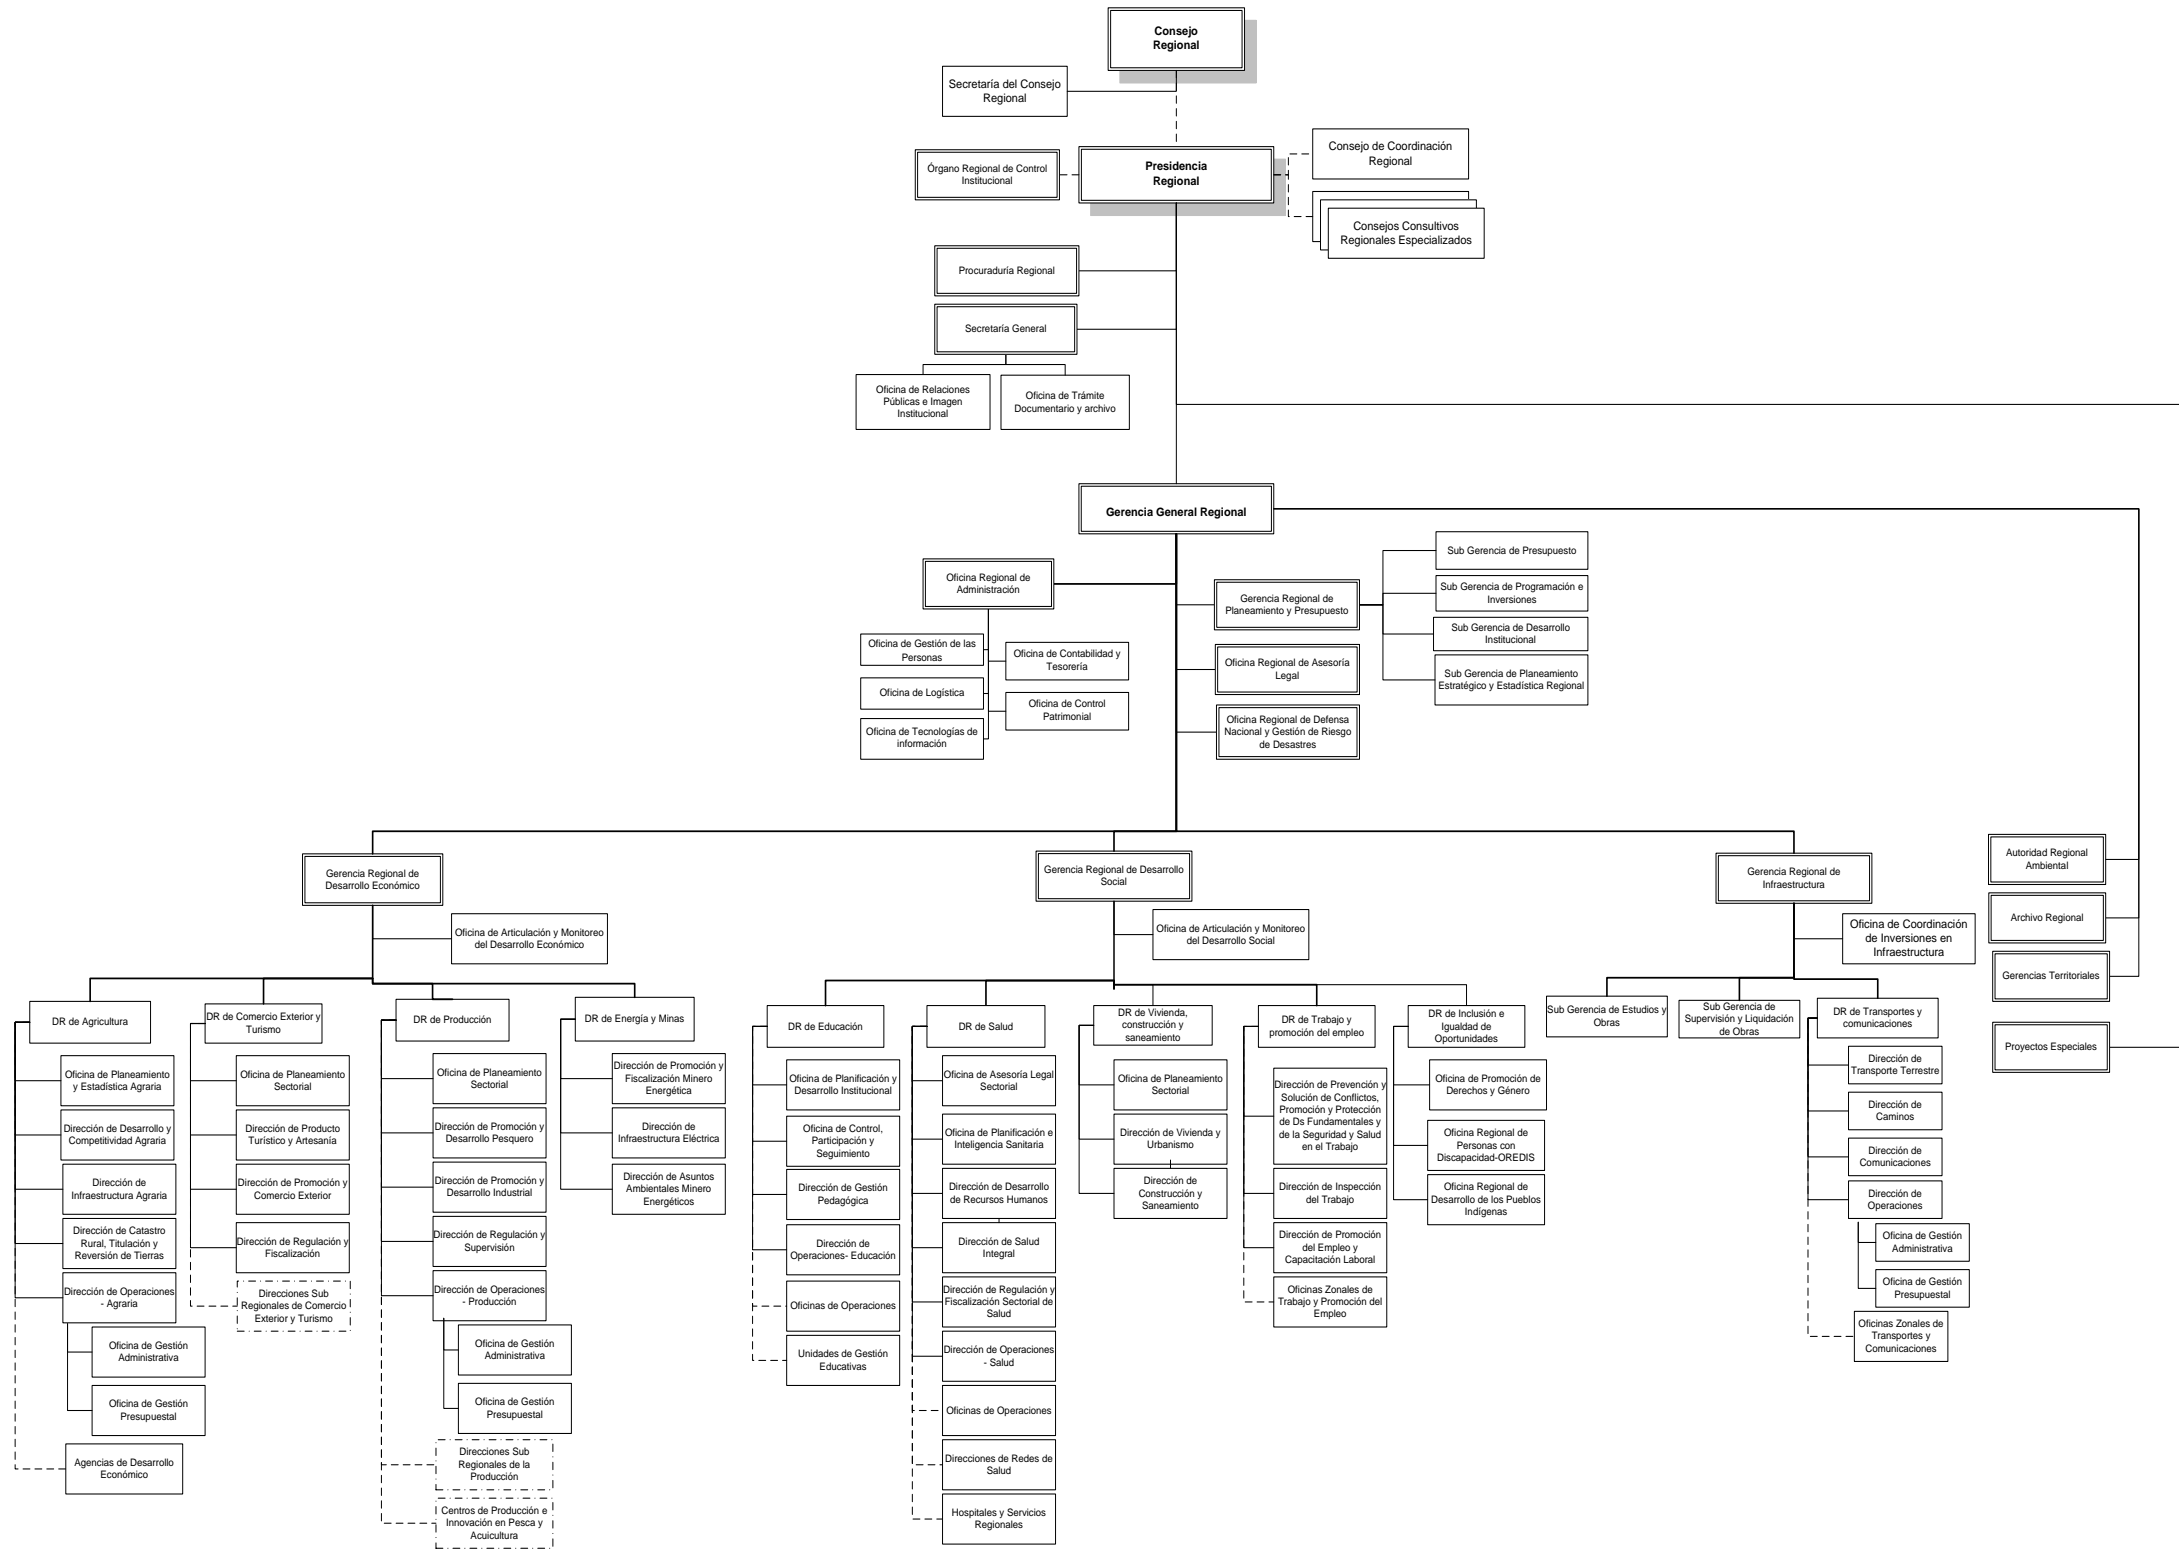 Consejo
Regional
Secretaría del Consejo
Regional
Consejo de Coordinación
Regional
Órgano Regional de Control
Institucional
Presidencia
Regional
Consejos Consultivos
Regionales Especializados
Procuraduría Regional
Secretaría General
Oficina de Relaciones
Públicas e Imagen
Institucional
Oficina de Trámite
Documentario y archivo
Gerencia General Regional
Oficina Regional de
Administración
Oficina de Gestión de las
Personas
Oficina de Contabilidad y
Tesorería
Oficina de Logística
Oficina de Control
Patrimonial
Oficina de Tecnologías de
información
Gerencia Regional de
Planeamiento y Presupuesto
Sub Gerencia de Presupuesto
Sub Gerencia de Programación e
Inversiones
Sub Gerencia de Desarrollo
Institucional
Sub Gerencia de Planeamiento
Estratégico y Estadística Regional
Oficina Regional de Asesoría
Legal
Oficina Regional de Defensa
Nacional y Gestión de Riesgo
de Desastres
Gerencia Regional de
Desarrollo Económico
Oficina de Articulación y Monitoreo
del Desarrollo Económico
DR de Agricultura
Oficina de Planeamiento
y Estadística Agraria
Dirección de Desarrollo y
Competitividad Agraria
Dirección de
Infraestructura Agraria
Dirección de Catastro
Rural, Titulación y
Reversión de Tierras
Dirección de Operaciones
- Agraria
Oficina de Gestión
Administrativa
Oficina de Gestión
Presupuestal
Agencias de Desarrollo
Económico
DR de Comercio Exterior y
Turismo
Oficina de Planeamiento
Sectorial
Dirección de Producto
Turístico y Artesanía
Dirección de Promoción y
Comercio Exterior
Dirección de Regulación y
Fiscalización
Direcciones Sub
Regionales de Comercio
Exterior y Turismo
DR de Producción
Oficina de Planeamiento
Sectorial
Dirección de Promoción y
Desarrollo Pesquero
Dirección de Promoción y
Desarrollo Industrial
Dirección de Regulación y
Supervisión
Dirección de Operaciones
- Producción
Oficina de Gestión
Administrativa
Oficina de Gestión
Presupuestal
Direcciones Sub
Regionales de la
Producción
Centros de Producción e
Innovación en Pesca y
Acuicultura
DR de Energía y Minas
Dirección de Promoción y
Fiscalización Minero
Energética
Dirección de
Infraestructura Eléctrica
Dirección de Asuntos
Ambientales Minero
Energéticos
Gerencia Regional de Desarrollo
Social
Oficina de Articulación y Monitoreo
del Desarrollo Social
DR de Educación
Oficina de Planificación y
Desarrollo Institucional
Oficina de Control,
Participación y
Seguimiento
Dirección de Gestión
Pedagógica
Dirección de
Operaciones- Educación
Oficinas de Operaciones
Unidades de Gestión
Educativas
DR de Salud
Oficina de Asesoría Legal
Sectorial
Oficina de Planificación e
Inteligencia Sanitaria
Dirección de Desarrollo
de Recursos Humanos
Dirección de Salud
Integral
Dirección de Regulación y
Fiscalización Sectorial de
Salud
Dirección de Operaciones
- Salud
Oficinas de Operaciones
Direcciones de Redes de
Salud
Hospitales y Servicios
Regionales
DR de Vivienda,
construcción y
saneamiento
Oficina de Planeamiento
Sectorial
Dirección de Vivienda y
Urbanismo
Dirección de
Construcción y
Saneamiento
DR de Trabajo y
promoción del empleo
Dirección de Prevención y
Solución de Conflictos,
Promoción y Protección
de Ds Fundamentales y
de la Seguridad y Salud
en el Trabajo
Dirección de Inspección
del Trabajo
Dirección de Promoción
del Empleo y
Capacitación Laboral
Oficinas Zonales de
Trabajo y Promoción del
Empleo
DR de Inclusión e
Igualdad de
Oportunidades
Oficina de Promoción de
Derechos y Género
Oficina Regional de
Personas con
Discapacidad-OREDIS
Oficina Regional de
Desarrollo de los Pueblos
Indígenas
Gerencia Regional de
Infraestructura
Oficina de Coordinación
de Inversiones en
Infraestructura
Sub Gerencia de Estudios y
Obras
Sub Gerencia de
Supervisión y Liquidación
de Obras
DR de Transportes y
comunicaciones
Dirección de
Transporte Terrestre
Dirección de
Caminos
Dirección de
Comunicaciones
Dirección de
Operaciones
Oficina de Gestión
Administrativa
Oficina de Gestión
Presupuestal
Oficinas Zonales de
Transportes y
Comunicaciones
Autoridad Regional
Ambiental
Archivo Regional
Gerencias Territoriales
Proyectos Especiales